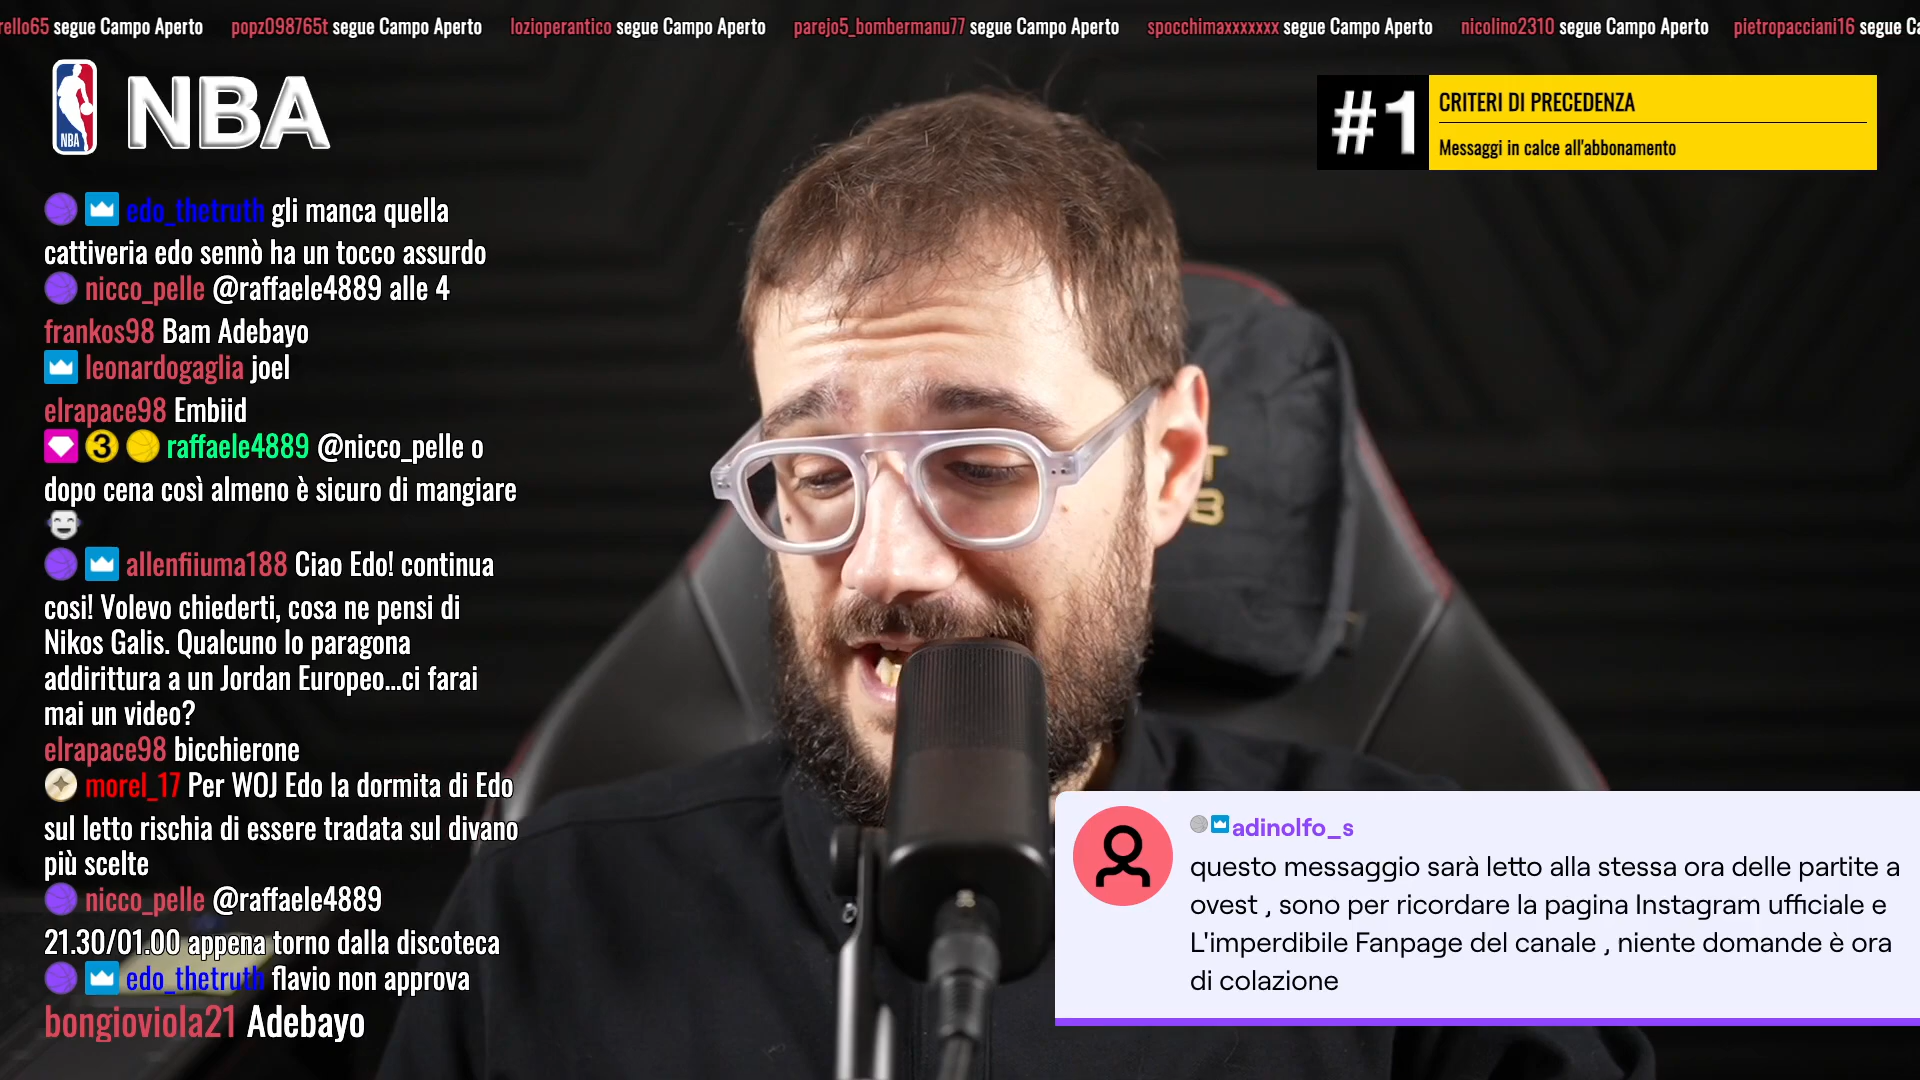 rello65 segue Campo Aperto popz098765t segue Campo Aperto lozioperantico segue Campo Aperto parejo5_bombermanu77 segue Campo Aperto spocchimaxxxxxxx segue Campo Aperto nicolino2310 segue Campo Aperto pietropacciani16 segue Ca
NBA NBA
#1 CRITERI DI PRECEDENZA
Messaggi in calce all'abbonamento
edo_thetruth gli manca quella
cattiveria edo sennò ha un tocco assurdo
nicco_pelle @raffaele4889 alle 4
frankos98 Bam Adebayo
leonardogaglia joel
elrapace98 Embiid
3 raffaele4889 @nicco_pelle o
dopo cena così almeno è sicuro di mangiare
allenfiiuma188 Ciao Edo! continua
cosi! Volevo chiederti, cosa ne pensi di
Nikos Galis. Qualcuno lo paragona
addirittura a un Jordan Europeo...ci farai
mai un video?
elrapace98 bicchierone
morel_17 Per WOJ Edo la dormita di Edo
sul letto rischia di essere tradata sul divano
più scelte
nicco_pelle @raffaele4889
21.30/01.00 appena torno dalla discoteca
edo_thetruth flavio non approva
bongioviola21 Adebayo
adinolfo_s
questo messaggio sarà letto alla stessa ora delle partite a
ovest , sono per ricordare la pagina Instagram ufficiale e
L'imperdibile Fanpage del canale , niente domande è ora
di colazione